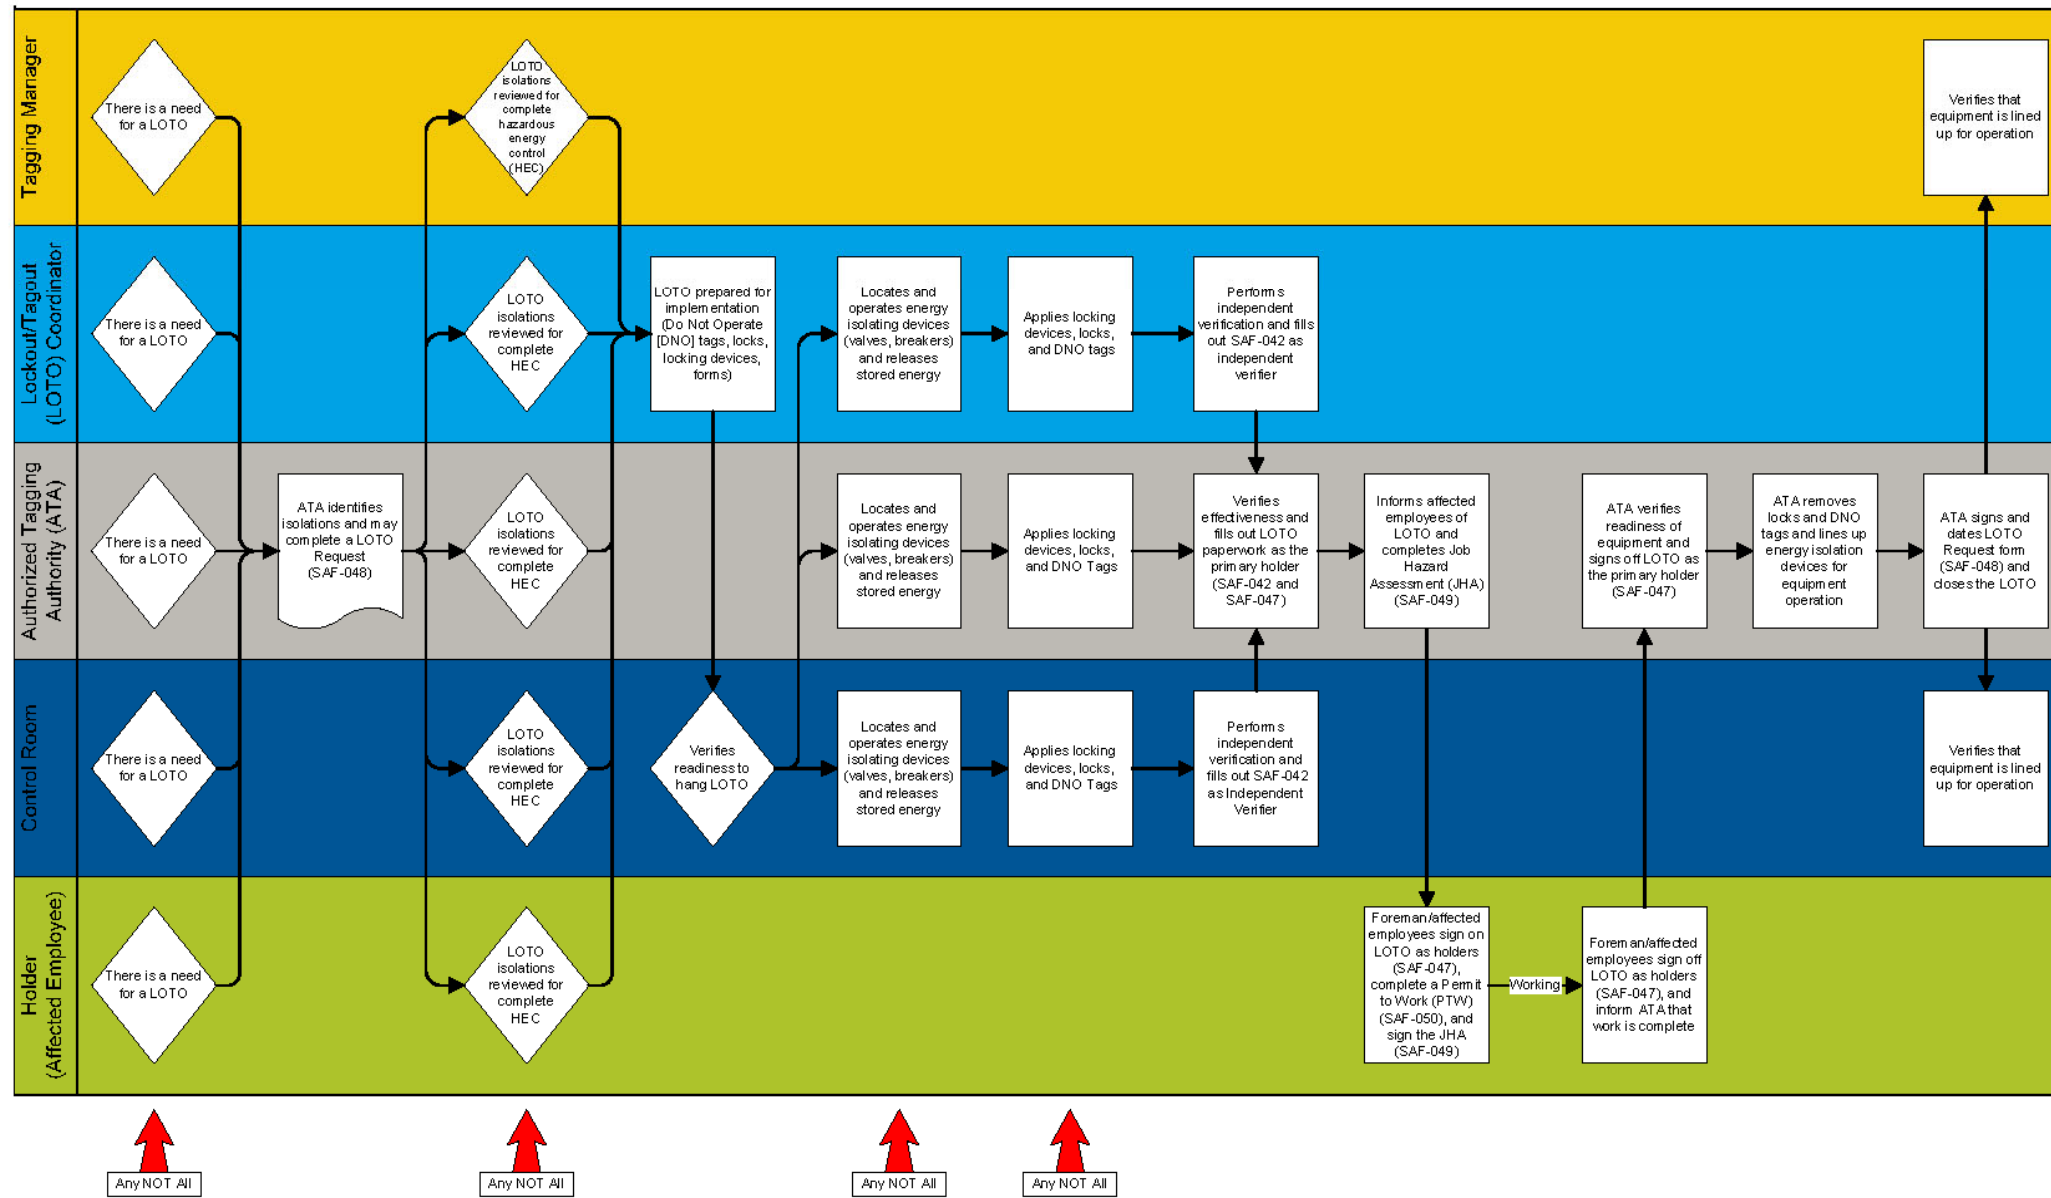 Tagging Manager
There is a need
for a LOTO
LOTO
isolations
reviewed for
complete
hazardous
energy
control
(HEC)
Verifies that
equipment is lined
up for operation
Lockout/Tagout
(LOTO) Coordinator
There is a need
for a LOTO
LOTO
isolations
reviewed for
complete
HEC
LOTO prepared for
implementation
(Do Not Operate
[DNO] tags, locks,
locking devices,
forms)
Locates and
operates energy
isolating devices
(valves, breakers)
and releases
stored energy
Applies locking
devices, locks,
and DNO tags
Performs
independent
verification and fills
out SAF-042 as
independent
verifier
Authorized Tagging
Authority (ATA)
There is a need
for a LOTO
ATA identifies
isolations and may
complete a LOTO
Request
(SAF-048)
LOTO
isolations
reviewed for
complete
HEC
Locates and
operates energy
isolating devices
(valves, breakers)
and releases
stored energy
Applies locking
devices, locks,
and DNO Tags
Verifies
effectiveness and
fills out LOTO
paperwork as the
primary holder
(SAF-042 and
SAF-047)
Informs affected
employees of
LOTO and
completes Job
Hazard
Assessment (JHA)
(SAF-049)
ATA verifies
readiness of
equipment and
signs off LOTO as
the primary holder
(SAF-047)
ATA removes
locks and DNO
tags and lines up
energy isolation
devices for
equipment
operation
ATA signs and
dates LOTO
Request form
(SAF-048) and
closes the LOTO
Control Room
There is a need
for a LOTO
LOTO
isolations
reviewed for
complete
HEC
Verifies
readiness to
hang LOTO
Locates and
operates energy
isolating devices
(valves, breakers)
and releases
stored energy
Applies locking
devices, locks,
and DNO Tags
Performs
independent
verification and
fills out SAF-042
as Independent
Verifier
Verifies that
equipment is lined
up for operation
Holder
(Affected Employee)
There is a need
for a LOTO
LOTO
isolations
reviewed for
complete
HEC
Foreman/affected
employees sign on
LOTO as holders
(SAF-047),
complete a Permit
to Work (PTW)
(SAF-050), and
sign the JHA
(SAF-049)
Working
Foreman/affected
employees sign off
LOTO as holders
(SAF-047), and
inform ATA that
work is complete
Any NOT All
Any NOT All
Any NOT All
Any NOT All